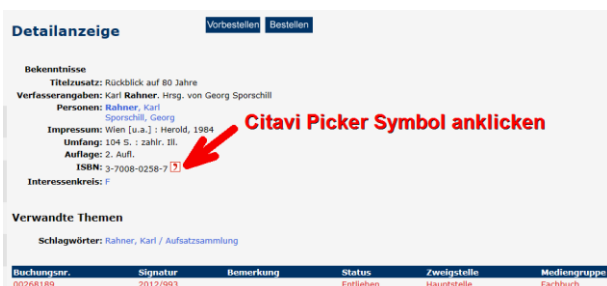 Detailanzeige
Vorbestellen Bestellen
Bekenntnisse
Titelzusatz: Rückblick auf 80 Jahre
Verfasserangaben: Karl Rahner. Hrsg. von Georg Sporschill
Personen: Rahner, Karl
Sporschill, Georg
Citavi Picker Symbol anklicken
Impressum: Wien [u.a.] : Herold, 1984
Umfang: 104 S. : zahlr. Ill.
Auflage: 2. Aufl.
ISBN: 3-7008-0258-7
Interessenkreis: F
Verwandte Themen
Schlagwörter: Rahner, Karl / Aufsatzsammlung
Buchungsnr. Signatur Bemerkung Status Zweigstelle Mediengruppe
00268189 2012/993 Entliehen Hauptstelle Fachbuch